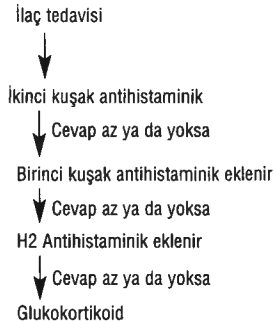 İlaç tedavisi
İkinci kuşak antihistaminik
Cevap az ya da yoksa
Birinci kuşak antihistaminik eklenir
Cevap az ya da yoksa
H2 Antihistaminik eklenir
Cevap az ya da yoksa
Glukokortikoid